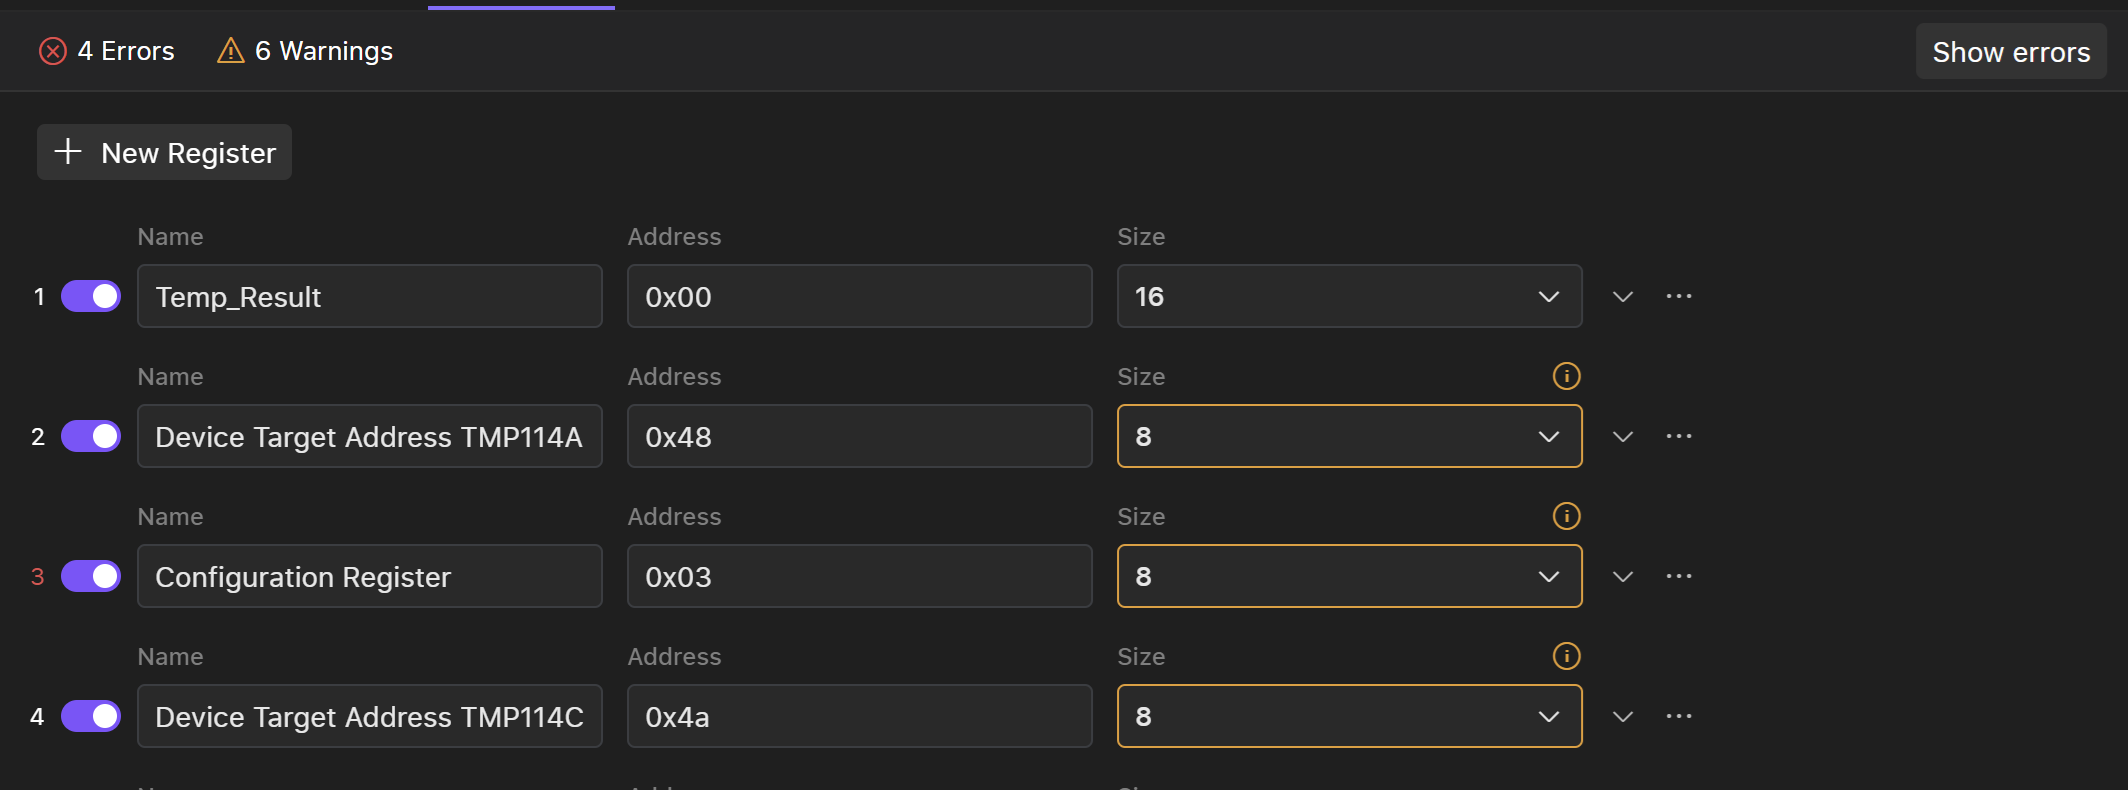 4 Errors 6 Warnings Show errors
New Register
Name Address Size
1 Temp_Result 0x00 16
Name Address Size
2 Device Target Address TMP114A 0x48 8
Name Address Size
3 Configuration Register 0x03 8
Name Address Size
4 Device Target Address TMP114C 0x4a 8